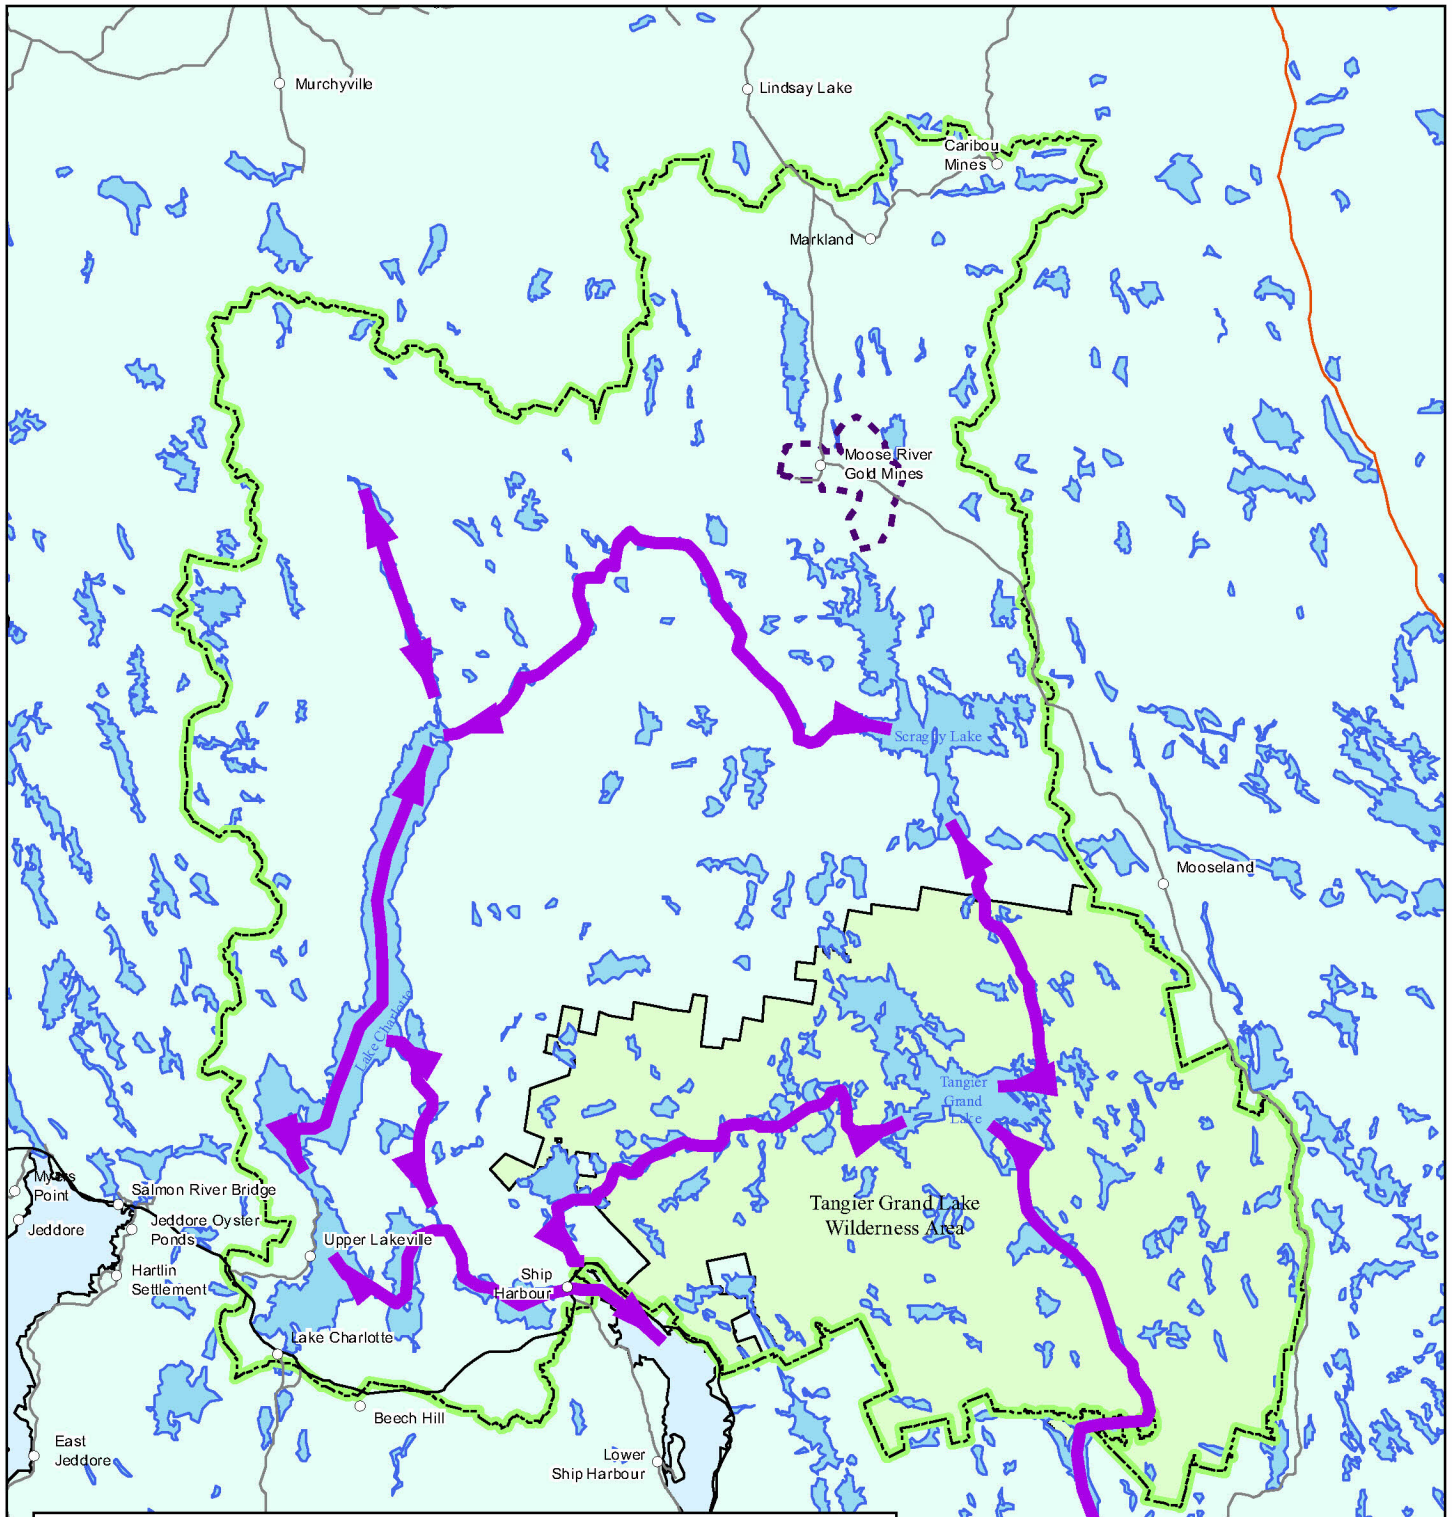 Murchyville
Lindsay Lake
Caribou
Mines
Markland
Moose River
Gold Mines
Scraggy Lake
Mooseland
Lake Charlotte
Tangier
Grand
Lake
Myers
Point
Salmon River Bridge
Jeddore
Jeddore Oyster
Ponds
Tangier Grand Lake
Wilderness Area
Upper Lakeville
Hartlin
Settlement
Ship
Harbour
Lake Charlotte
Beech Hill
East
Jeddore
Lower
Ship Harbour